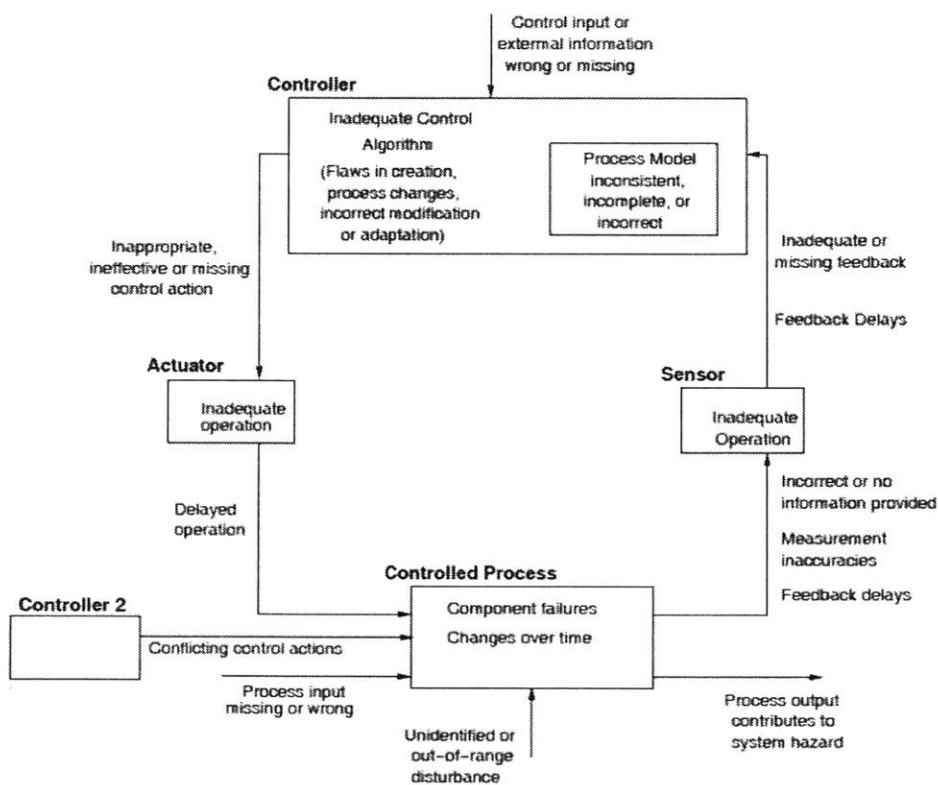 Control input or
external information
wrong or missing
Controller
Inadequate Control
Algorithm
(Flaws in creation,
process changes,
incorrect modification
or adaptation)
Process Model
inconsistent,
incomplete, or
incorrect
Inappropriate,
ineffective or missing
control action
Inadequate or
missing feedback
Feedback Delays
Actuator
Inadequate
operation
Sensor
Inadequate
Operation
Delayed
operation
Incorrect or no
information provided
Measurement
inaccuracies
Feedback delays
Controlled Process
Component failures
Changes over time
Controller 2
Conflicting control actions
Process input
missing or wrong
Unidentified or
out-of-range
disturbance
Process output
contributes to
system hazard